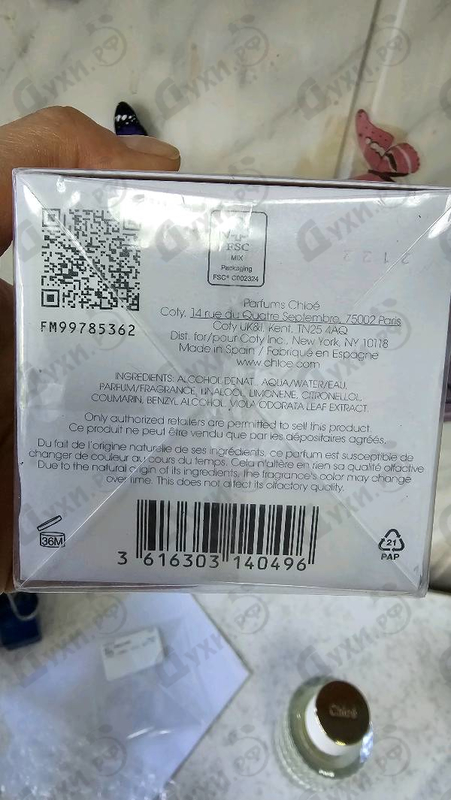 FSC
MIX
Packaging
FSC® C002324
2122
FM99785362
Parfums Chloé
Coty, 14 rue du Quatre Septembre, 75002 Paris
Coty UK&I, Kent, TN25 4AQ
Dist. for/pour Coty Inc., New York, NY 10118
Made in Spain / Fabriqué en Espagne
www.chloe.com
INGREDIENTS: ALCOHOL DENAT., AQUA/WATER/EAU,
PARFUM/FRAGRANCE, LINALOOL, LIMONENE, CITRONELLOL,
COUMARIN, BENZYL ALCOHOL, VIOLA ODORATA LEAF EXTRACT.
Only authorized retailers are permitted to sell this product.
Ce produit ne peut être vendu que par les dépositaires agréés.
Du fait de l'origine naturelle de ses ingrédients, ce parfum est susceptible de
changer de couleur au cours du temps. Cela n'altère en rien sa qualité olfactive
Due to the natural origin of its ingredients, the fragrance's color may change
over time. This does not affect its olfactory quality.
36M
3 616303 140496
21
PAP
Chloé
Духи.рф